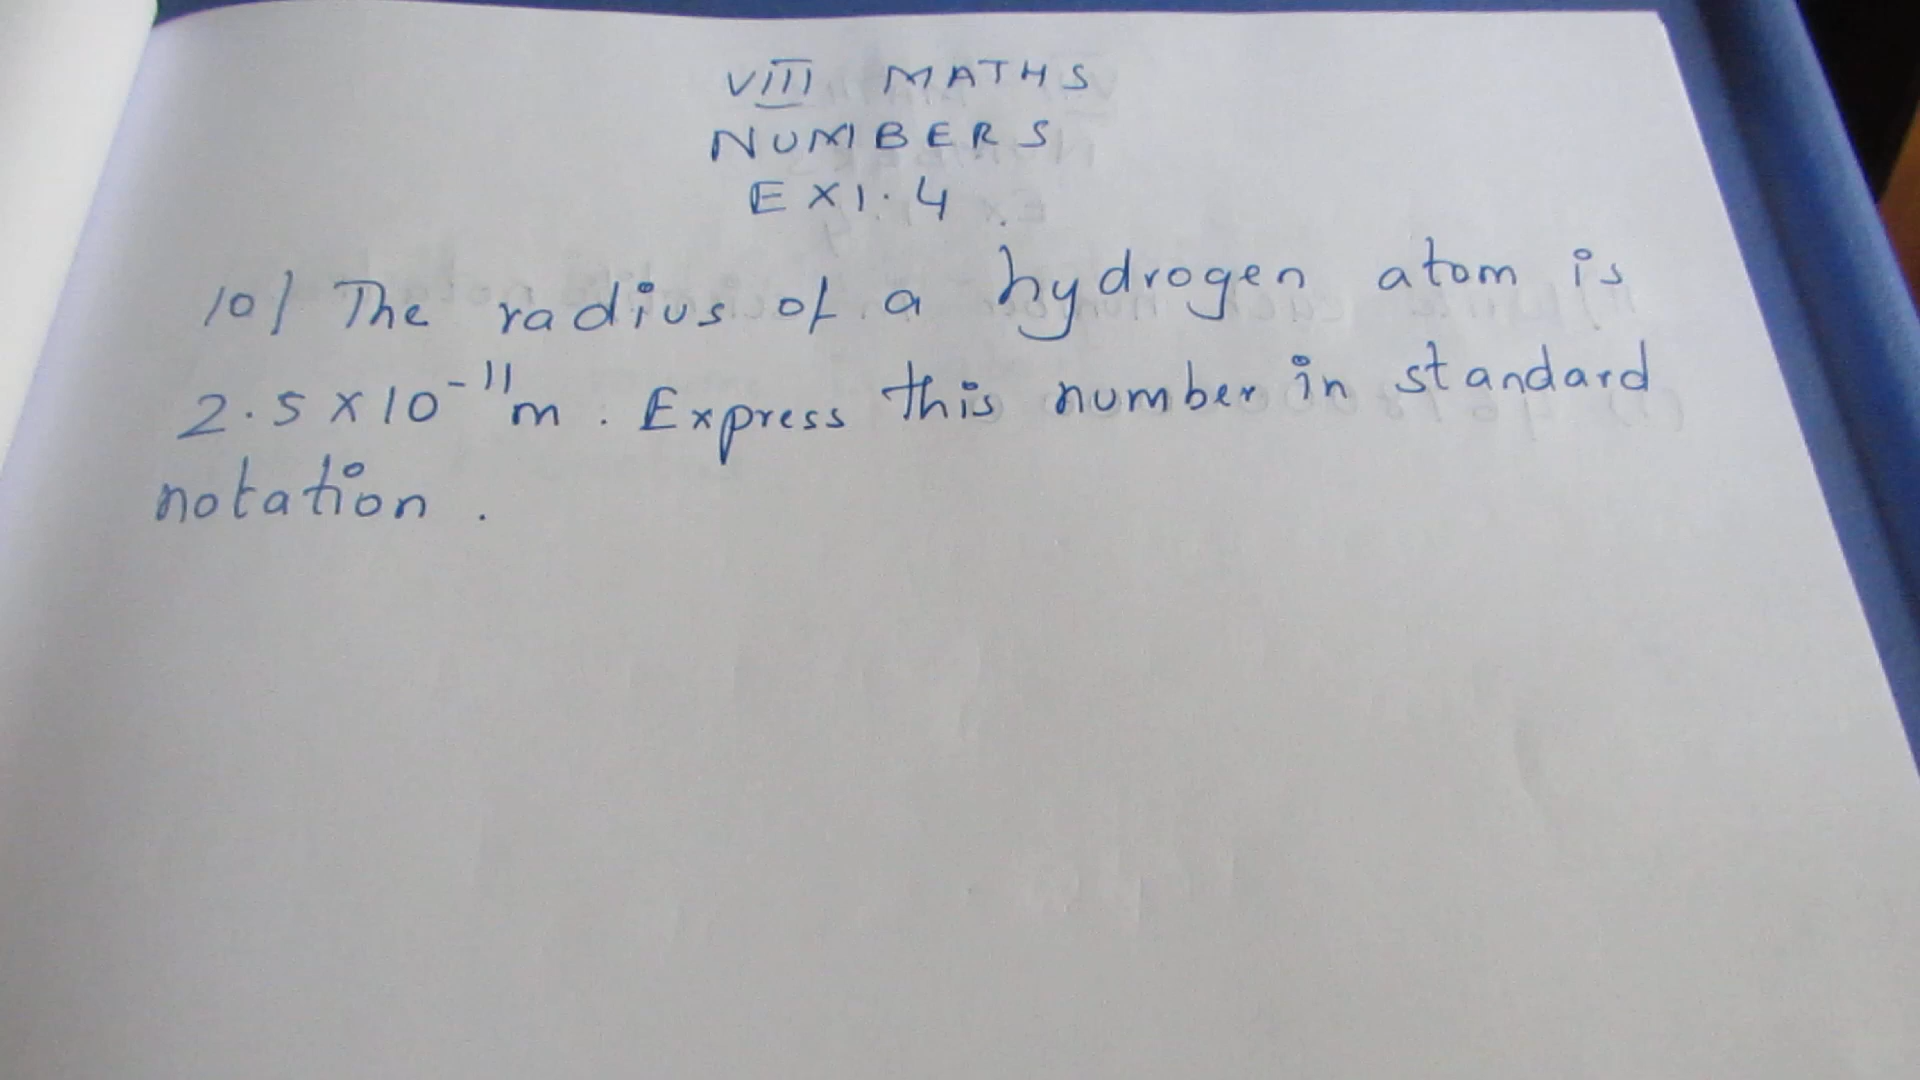 VIII MATHS
NUMBERS
EX 1.4
10) The radius of a hydrogen atom is
2.5 X 10⁻¹¹m. Express this number in standard
notation.